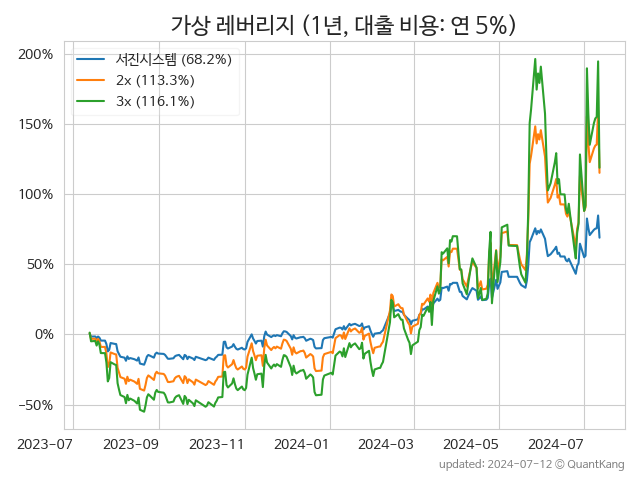 가상 레버리지 (1년, 대출 비용: 연 5%)
서진시스템 (68.2%)
2x (113.3%)
3x (116.1%)
200%
150%
100%
50%
0%
−50%
2023-07
2023-09
2023-11
2024-01
2024-03
2024-05
2024-07
updated: 2024-07-12 © QuantKang